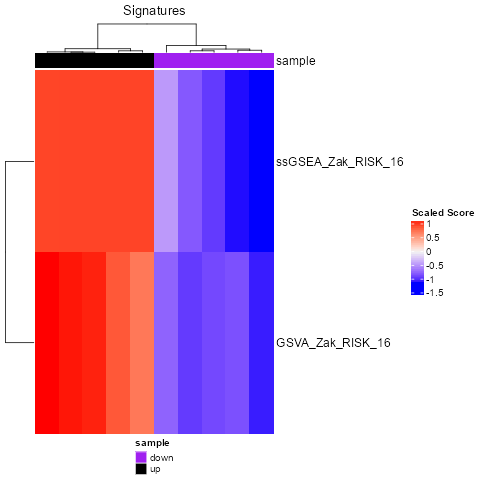 Signatures
sample
ssGSEA_Zak_RISK_16
GSVA_Zak_RISK_16
Scaled Score
1
0.5
0
-0.5
-1
-1.5
sample
down
up